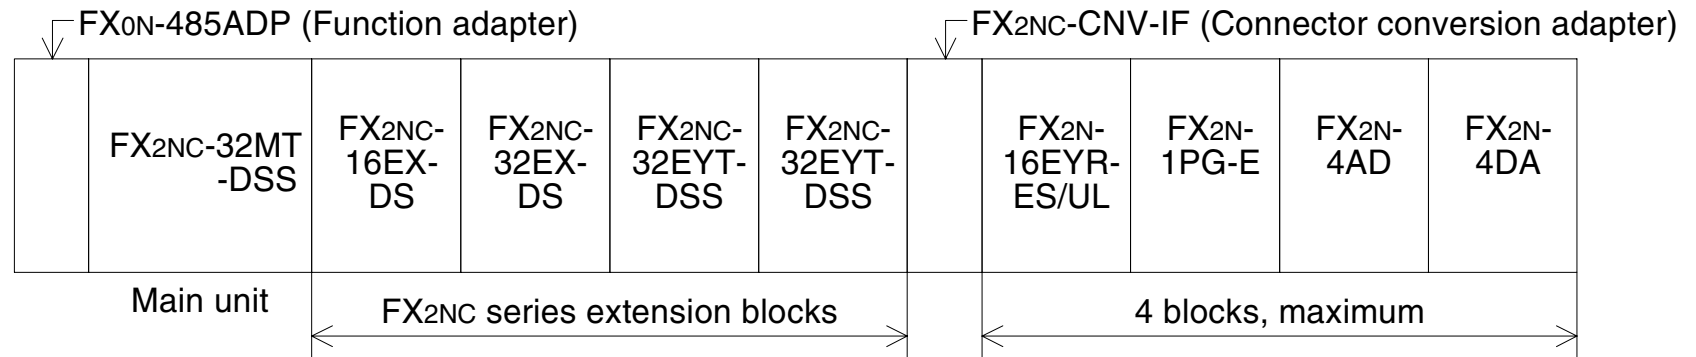 FX0N-485ADP (Function adapter)
FX2NC-CNV-IF (Connector conversion adapter)
FX2NC-32MT
-DSS
FX2NC-
16EX-
DS
FX2NC-
32EX-
DS
FX2NC-
32EYT-
DSS
FX2NC-
32EYT-
DSS
FX2N-
16EYR-
ES/UL
FX2N-
1PG-E
FX2N-
4AD
FX2N-
4DA
Main unit
FX2NC series extension blocks
4 blocks, maximum